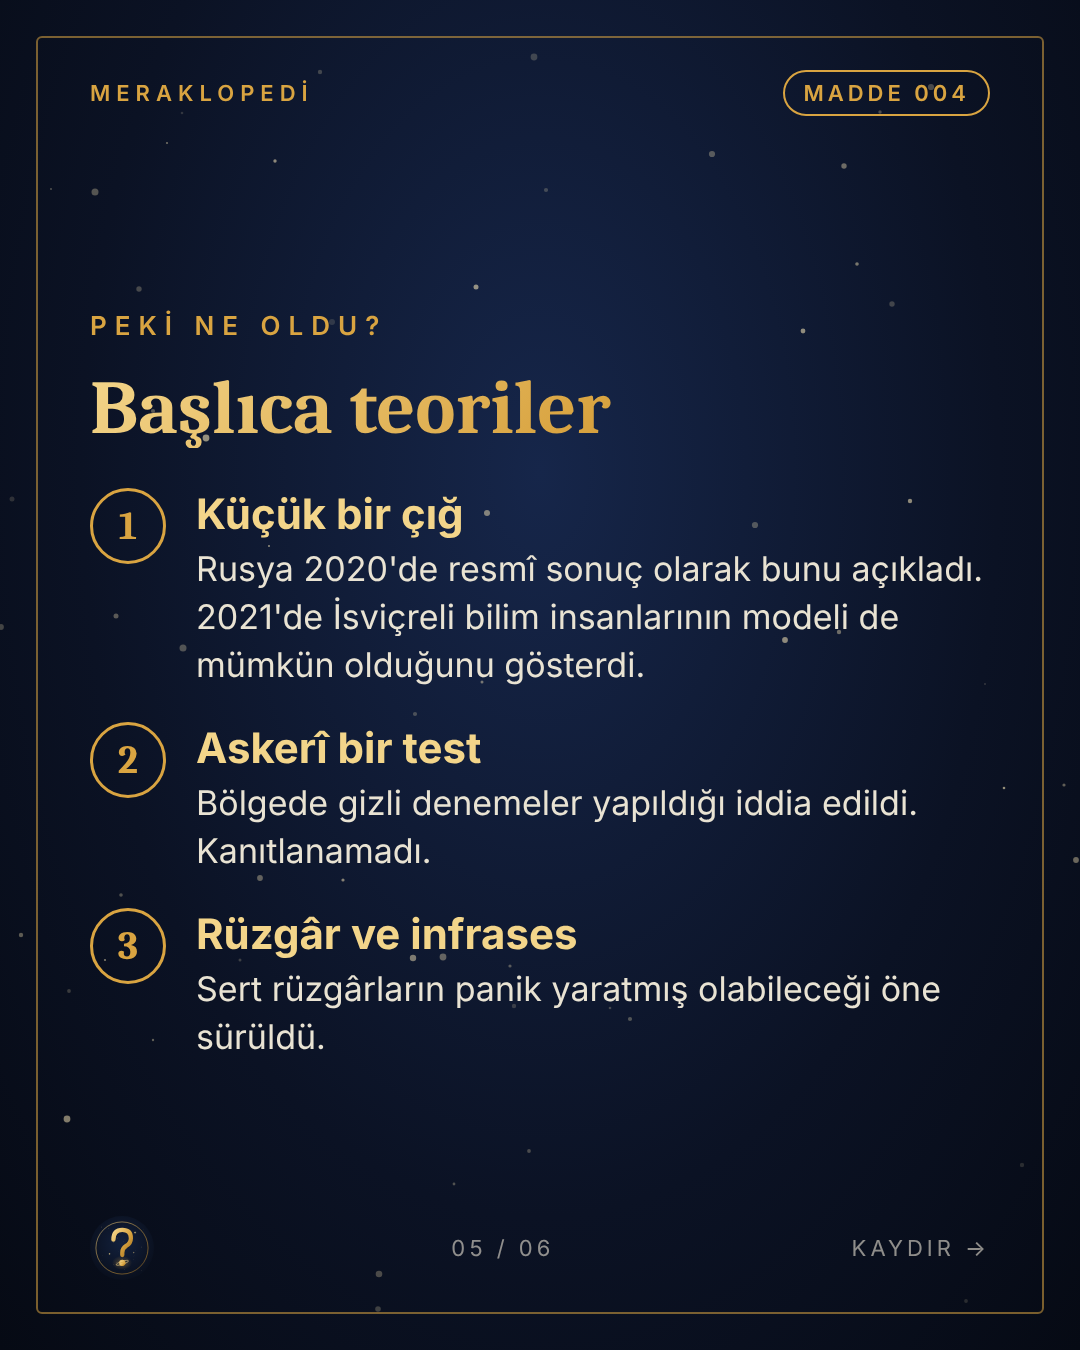 MERAKLOPEDİ
MADDE 004
PEKİ NE OLDU?
Başlıca teoriler
1
Küçük bir çığ
Rusya 2020'de resmî sonuç olarak bunu açıkladı.
2021'de İsviçreli bilim insanlarının modeli de
mümkün olduğunu gösterdi.
2
Askerî bir test
Bölgede gizli denemeler yapıldığı iddia edildi.
Kanıtlanamadı.
3
Rüzgâr ve infrases
Sert rüzgârların panik yaratmış olabileceği öne
sürüldü.
?
05 / 06
KAYDIR →